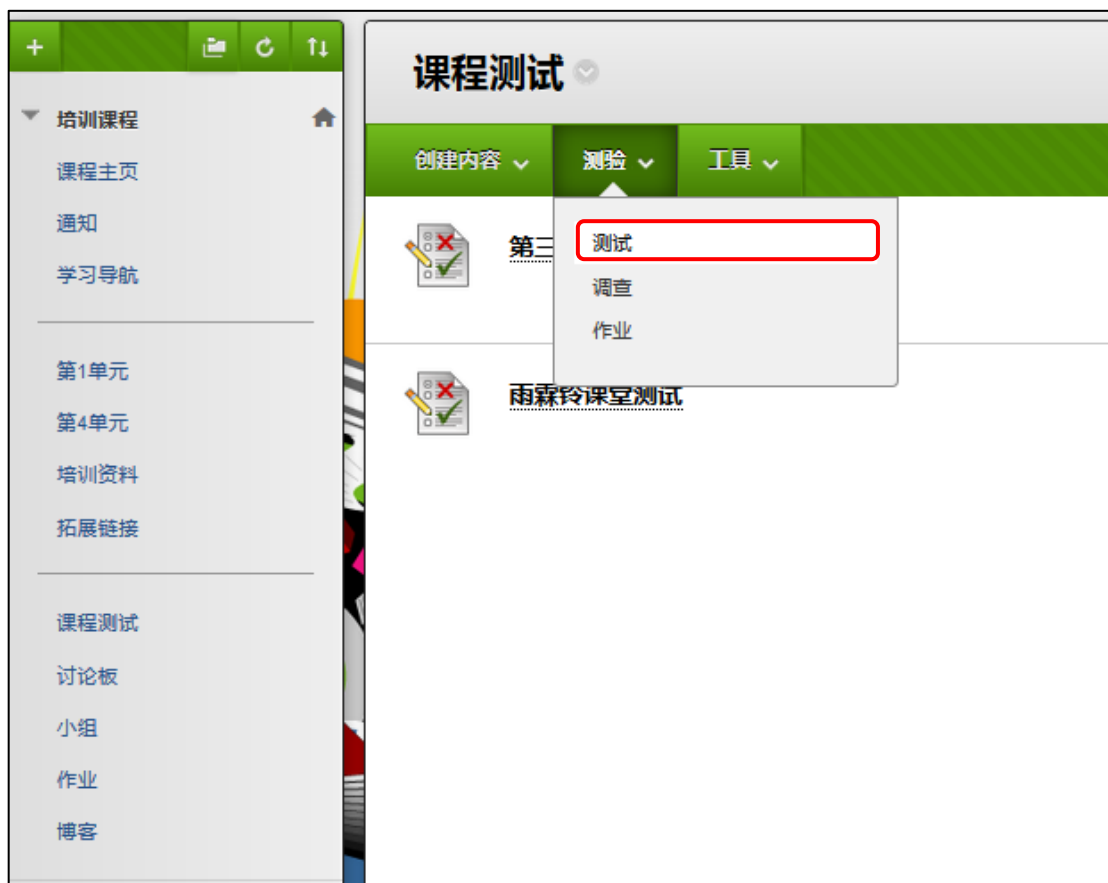 培训课程
课程主页
通知
学习导航
第1单元
第4单元
培训资料
拓展链接
课程测试
讨论板
小组
作业
博客
课程测试
创建内容 测验 工具
第三
测试
调查
作业
雨霖铃课堂测试